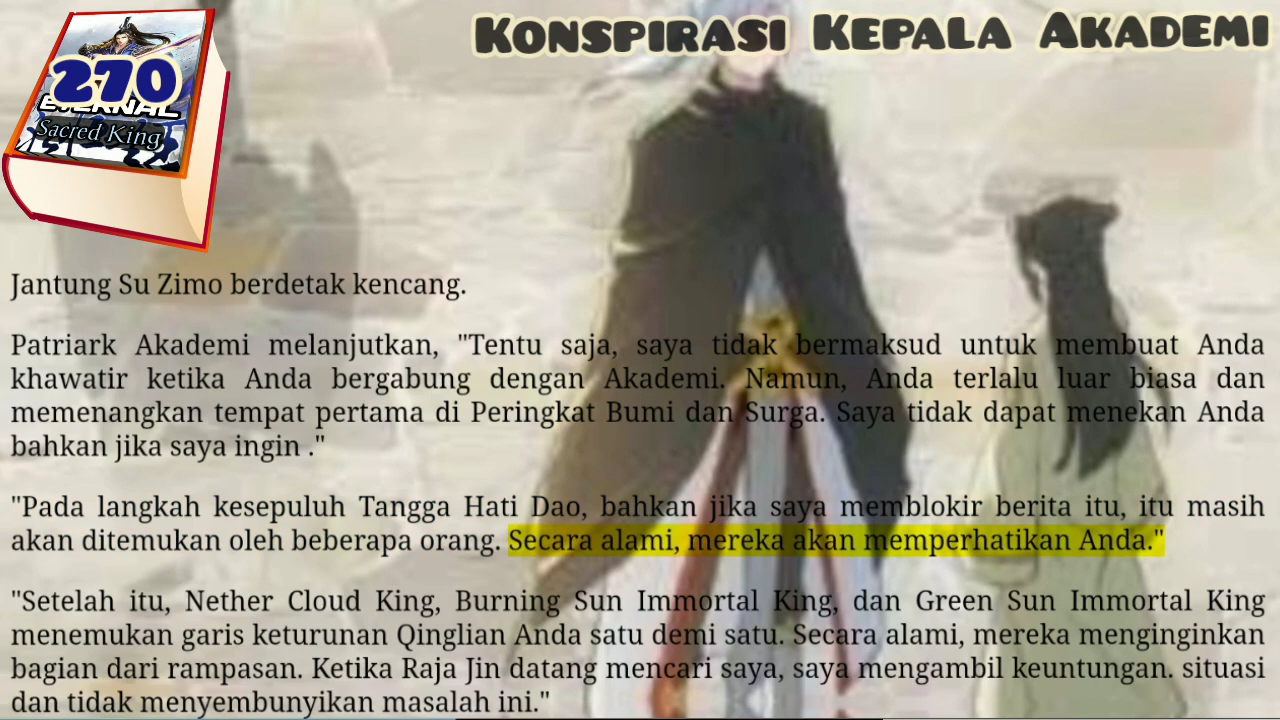 Konspirasi Kepala Akademi
270
ETERNAL
Sacred King
Jantung Su Zimo berdetak kencang.
Patriark Akademi melanjutkan, "Tentu saja, saya tidak bermaksud untuk membuat Anda
khawatir ketika Anda bergabung dengan Akademi. Namun, Anda terlalu luar biasa dan
memenangkan tempat pertama di Peringkat Bumi dan Surga. Saya tidak dapat menekan Anda
bahkan jika saya ingin ."
"Pada langkah kesepuluh Tangga Hati Dao, bahkan jika saya memblokir berita itu, itu masih
akan ditemukan oleh beberapa orang. Secara alami, mereka akan memperhatikan Anda."
"Setelah itu, Nether Cloud King, Burning Sun Immortal King, dan Green Sun Immortal King
menemukan garis keturunan Qinglian Anda satu demi satu. Secara alami, mereka menginginkan
bagian dari rampasan. Ketika Raja Jin datang mencari saya, saya mengambil keuntungan. situasi
dan tidak menyembunyikan masalah ini."